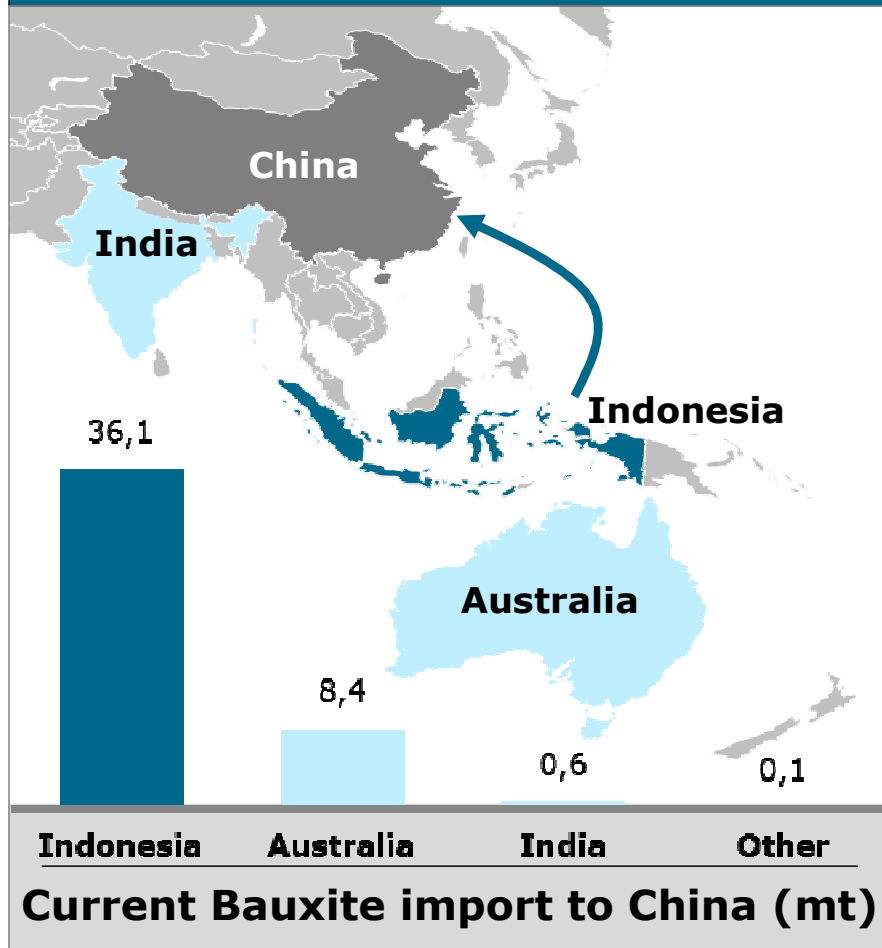 China
India
Indonesia
36,1
Australia
8,4
0,6
0,1
Indonesia Australia India Other
Current Bauxite import to China (mt)